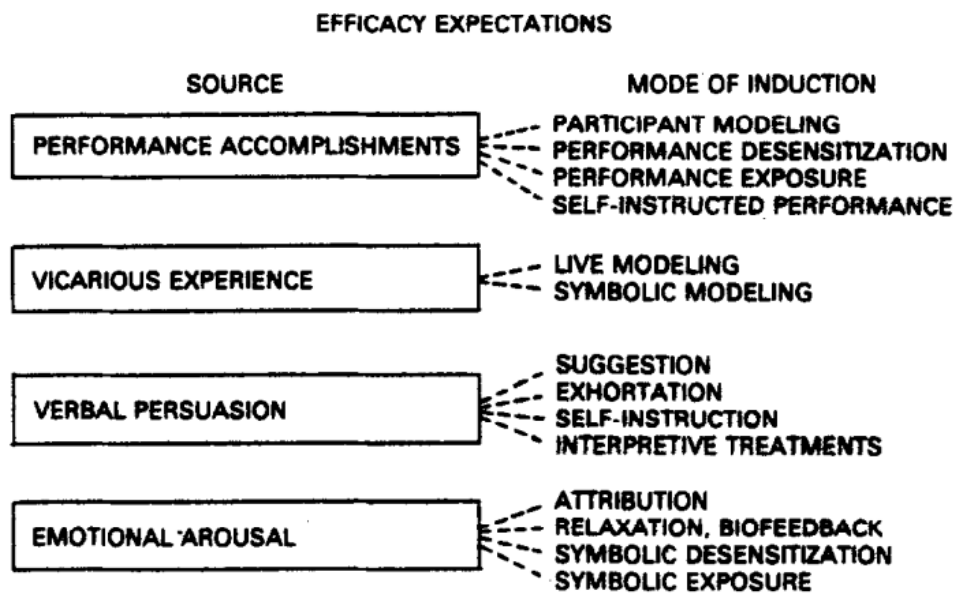 EFFICACY EXPECTATIONS
SOURCE
MODE OF INDUCTION
PERFORMANCE ACCOMPLISHMENTS
PARTICIPANT MODELING
PERFORMANCE DESENSITIZATION
PERFORMANCE EXPOSURE
SELF-INSTRUCTED PERFORMANCE
VICARIOUS EXPERIENCE
LIVE MODELING
SYMBOLIC MODELING
VERBAL PERSUASION
SUGGESTION
EXHORTATION
SELF-INSTRUCTION
INTERPRETIVE TREATMENTS
EMOTIONAL AROUSAL
ATTRIBUTION
RELAXATION, BIOFEEDBACK
SYMBOLIC DESENSITIZATION
SYMBOLIC EXPOSURE